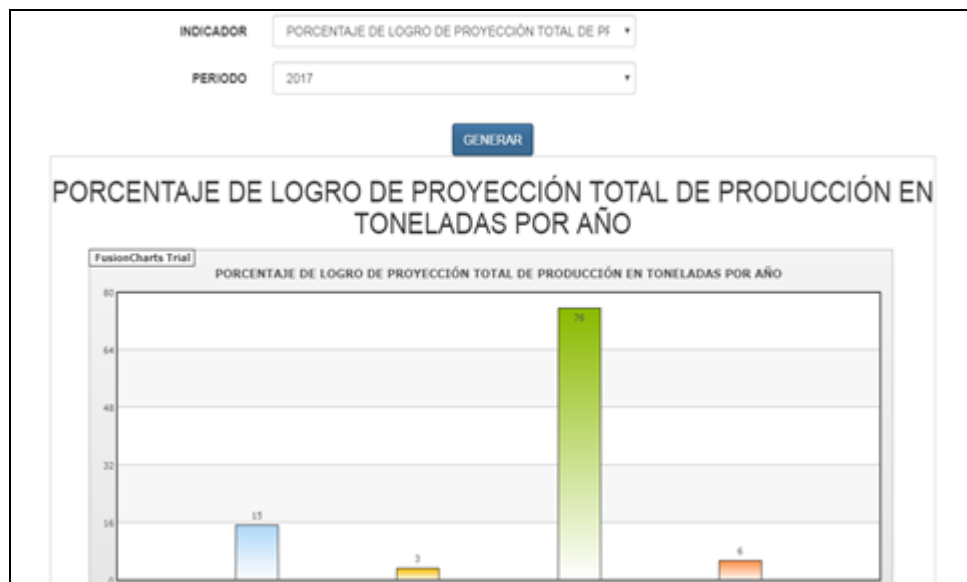 INDICADOR
PORCENTAJE DE LOGRO DE PROYECCIÓN TOTAL DE PF
PERIODO
2017
GENERAR
PORCENTAJE DE LOGRO DE PROYECCIÓN TOTAL DE PRODUCCIÓN EN
TONELADAS POR AÑO
FusionCharts Trial
PORCENTAJE DE LOGRO DE PROYECCIÓN TOTAL DE PRODUCCIÓN EN TONELADAS POR AÑO
80
76
64
48
32
16
15
3
6
0